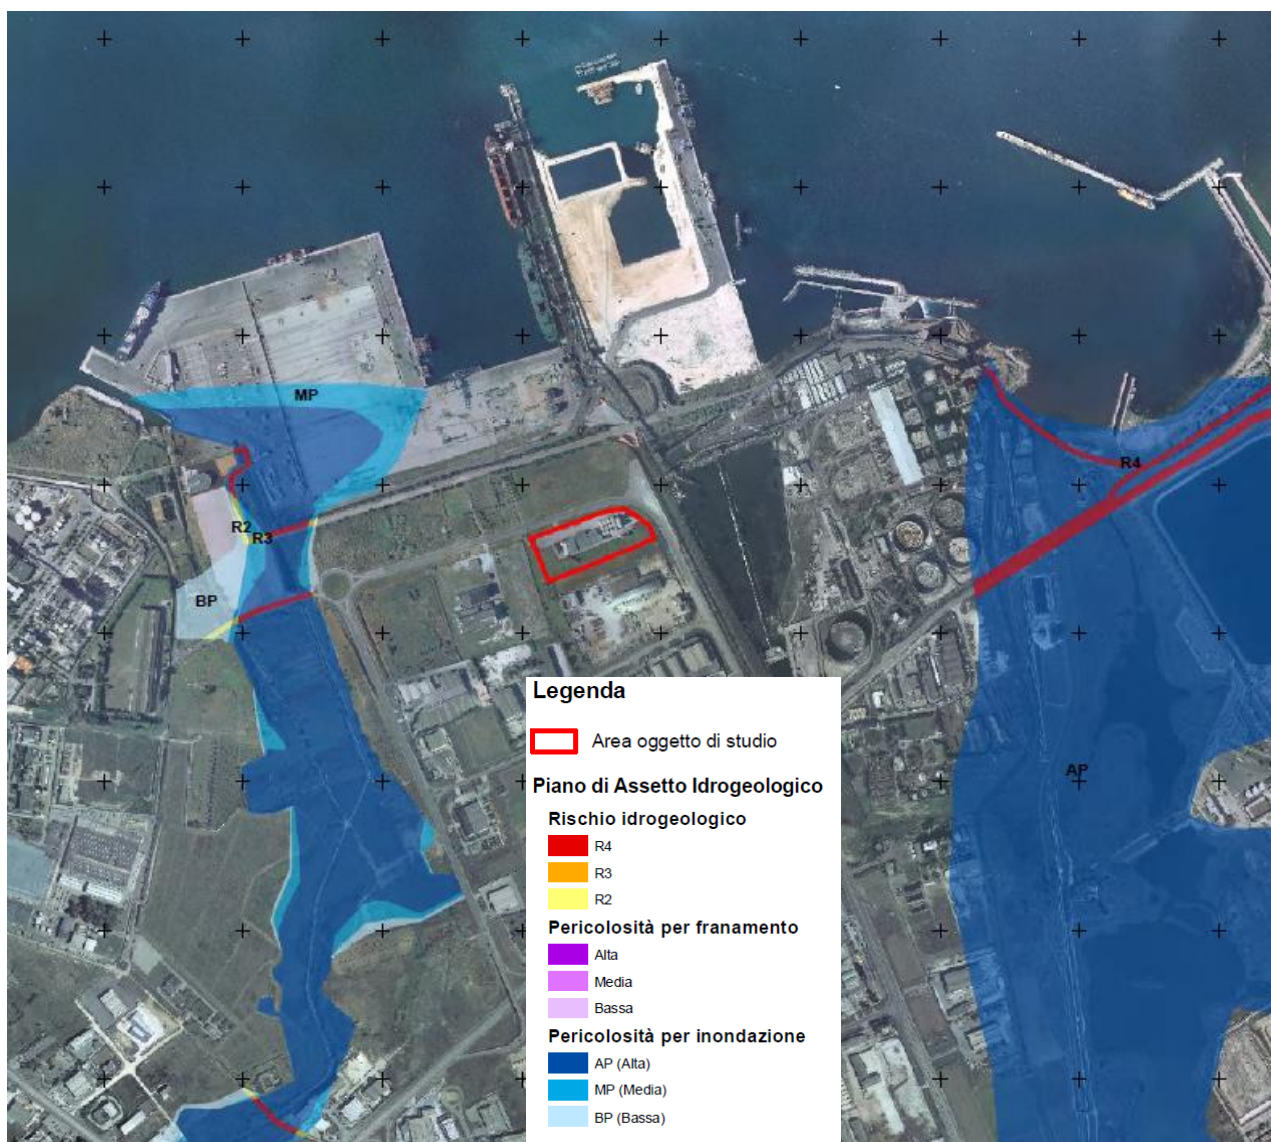 MP
R2
R3
R4
BP
AP
Legenda
Area oggetto di studio
Piano di Assetto Idrogeologico
Rischio idrogeologico
R4
R3
R2
Pericolosità per franamento
Alta
Media
Bassa
Pericolosità per inondazione
AP (Alta)
MP (Media)
BP (Bassa)